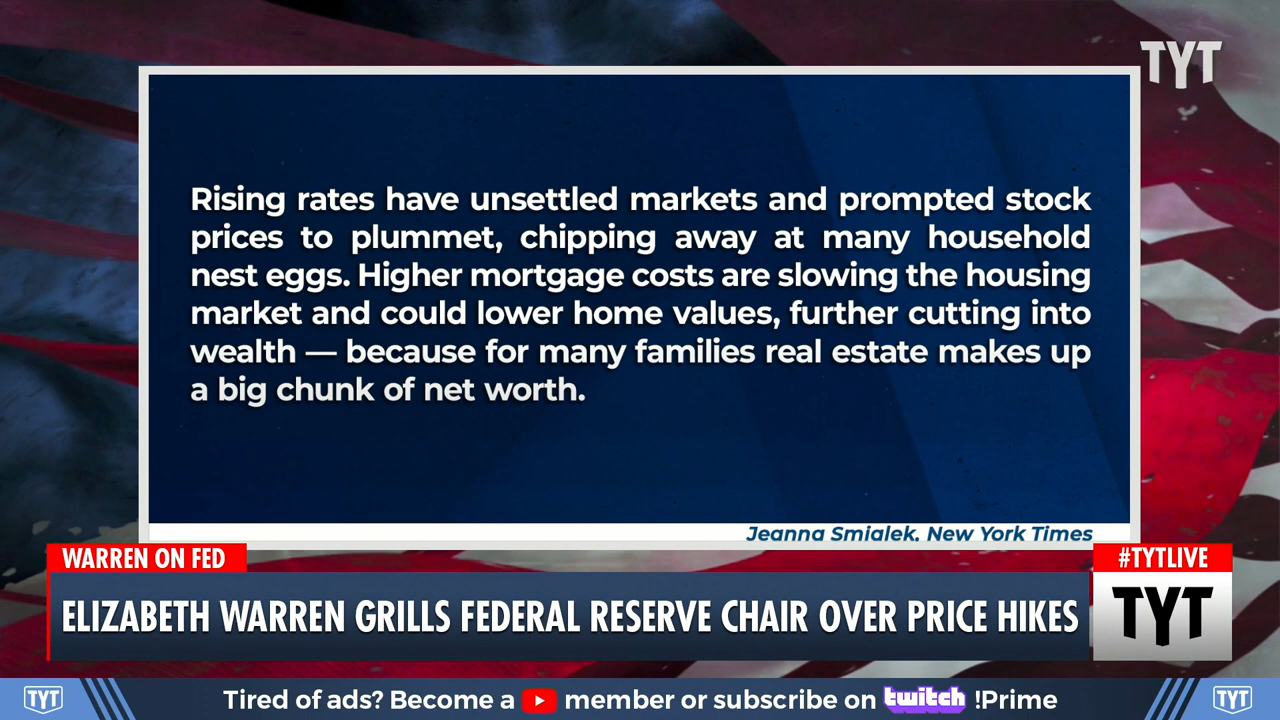 TYT
Rising rates have unsettled markets and prompted stock
prices to plummet, chipping away at many household
nest eggs. Higher mortgage costs are slowing the housing
market and could lower home values, further cutting into
wealth — because for many families real estate makes up
a big chunk of net worth.
Jeanna Smialek, New York Times
WARREN ON FED
#TYTLIVE
ELIZABETH WARREN GRILLS FEDERAL RESERVE CHAIR OVER PRICE HIKES
TYT
TYT
Tired of ads? Become a member or subscribe on twitch !Prime
TYT